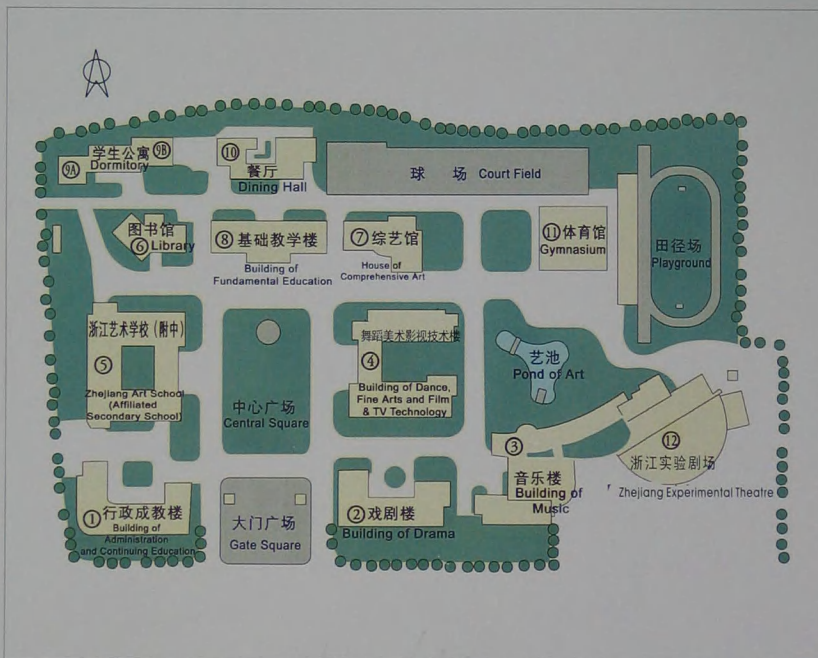 9A
学生公寓
9B
Dormitory
10
餐厅
Dining Hall
球 场 Court Field
图书馆
6 Library
8 基础教学楼
Building of
Fundamental Education
7 综艺馆
House of
Comprehensive Art
11 体育馆
Gymnasium
田径场
Playground
浙江艺术学校(附中)
5
Zhejiang Art School
(Affiliated
Secondary School)
中心广场
Central Square
舞蹈美术影视技术楼
4
Building of Dance,
Fine Arts and Film
& TV Technology
艺池
Pond of Art
3
音乐楼
Building of
Music
12
浙江实验剧场
Zhejiang Experimental Theatre
1 行政成教楼
Building of
Administration
and Continuing Education
大门广场
Gate Square
2 戏剧楼
Building of Drama